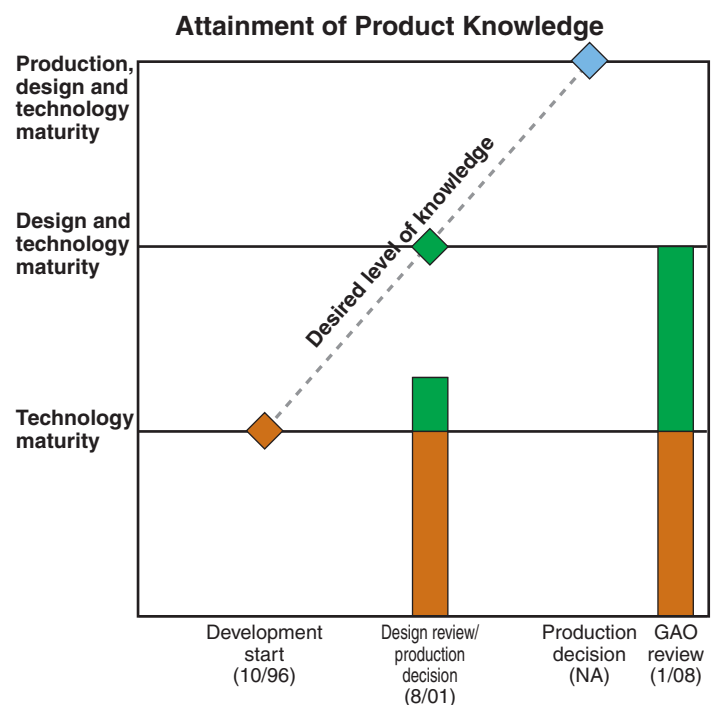 Attainment of Product Knowledge
Production,
design and
technology
maturity
Design and
technology
maturity
Technology
maturity
Desired level of knowledge
Development
start
(10/96)
Design review/
production
decision
(8/01)
Production
decision
(NA)
GAO
review
(1/08)